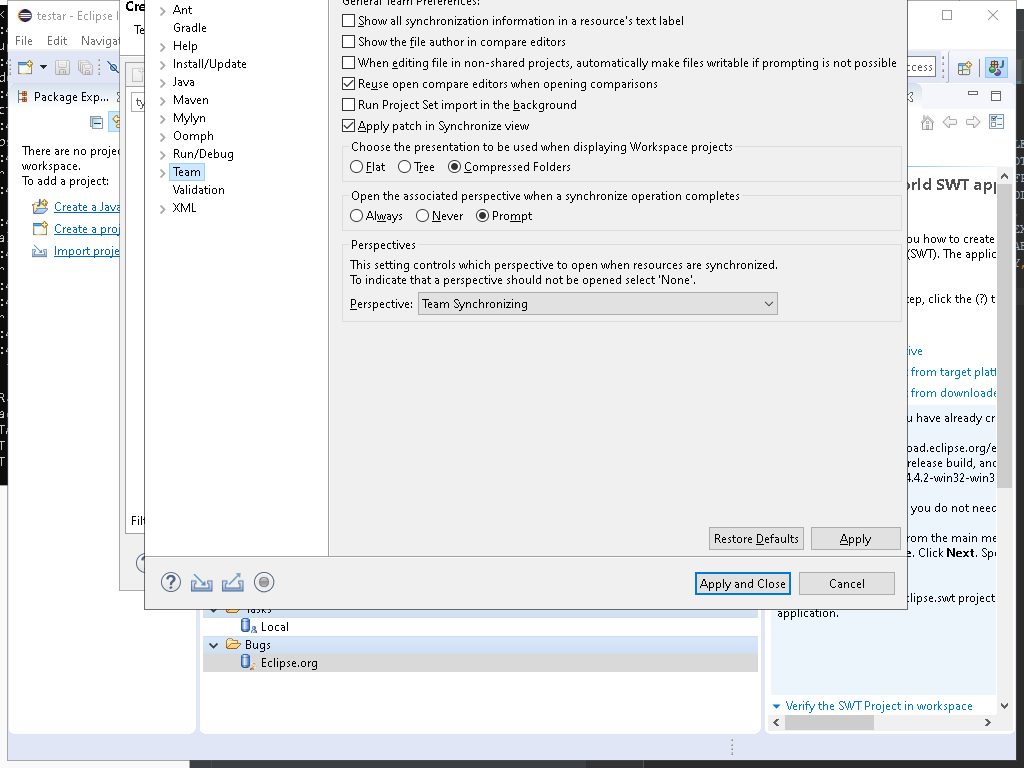 testar - Eclipse I
File Edit Navigat
Package Exp...
There are no projec
workspace.
To add a project:
Create a Java
Create a proj
Import proje
Cre
Te
ty
Filt
Ant
Gradle
Help
Install/Update
Java
Maven
Mylyn
Oomph
Run/Debug
Team
Validation
XML
General Team Preferences:
Show all synchronization information in a resource's text label
Show the file author in compare editors
When editing file in non-shared projects, automatically make files writable if prompting is not possible
Reuse open compare editors when opening comparisons
Run Project Set import in the background
Apply patch in Synchronize view
Choose the presentation to be used when displaying Workspace projects
Flat Tree Compressed Folders
Open the associated perspective when a synchronize operation completes
Always Never Prompt
Perspectives
This setting controls which perspective to open when resources are synchronized.
To indicate that a perspective should not be opened select 'None'.
Perspective: Team Synchronizing
Restore Defaults Apply
Apply and Close Cancel
Tasks
Local
Bugs
Eclipse.org
cess
orld SWT app
ou how to create
(SWT). The applic
tep, click the (?) t
ive
from target platf
from downloade
u have already cr
oad.eclipse.org/e
release build, and
4.4.2-win32-win3
you do not need
rom the main me
e. Click Next. Spe
clipse.swt project
application.
Verify the SWT Project in workspace